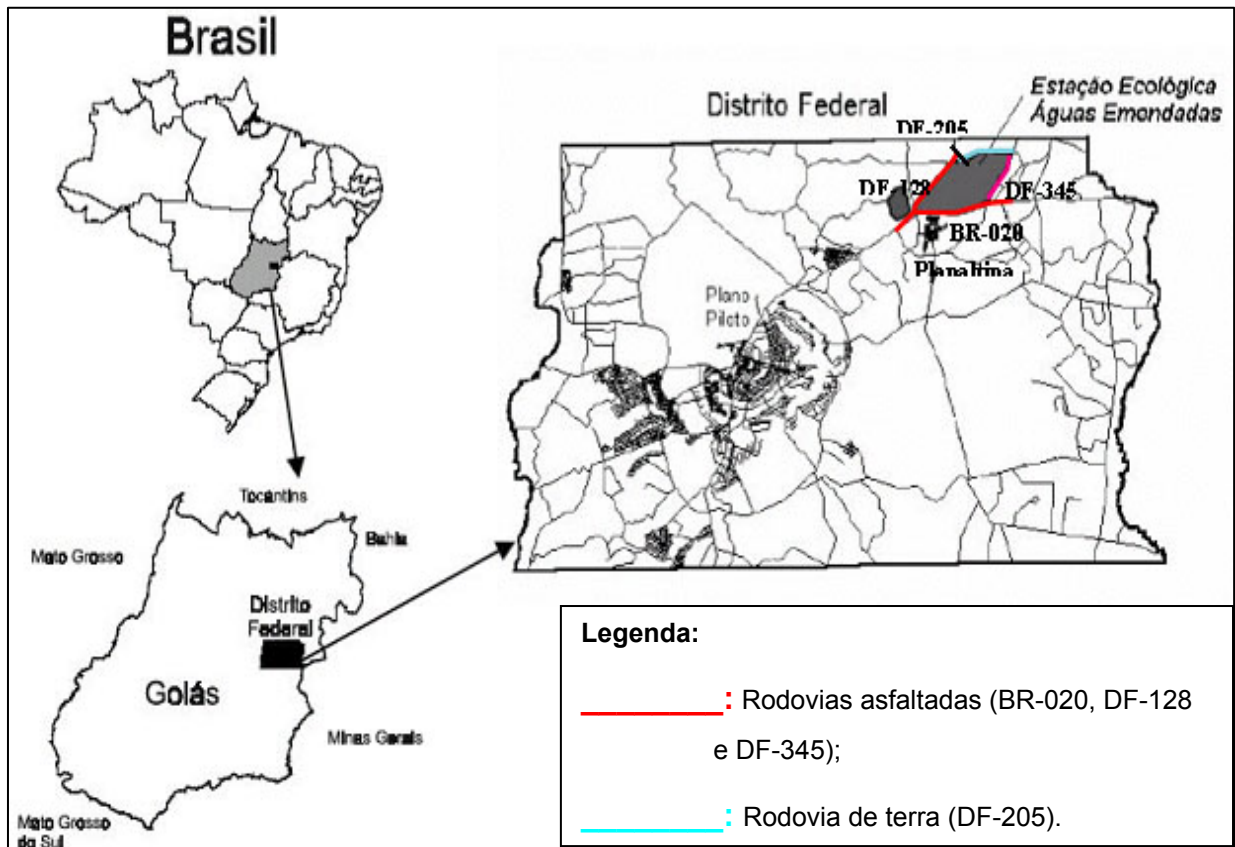 Brasil
Estação Ecológica
Águas Emendadas
Distrito Federal
DF-205
DF-128
DF-345
BR-020
Planaltina
Plano
Piloto
Tocantins
Bahia
Mato Grosso
Distrito
Federal
Goiás
Minas Gerais
Mato Grosso
do Sul
Legenda:
: Rodovias asfaltadas (BR-020, DF-128
e DF-345);
: Rodovia de terra (DF-205).